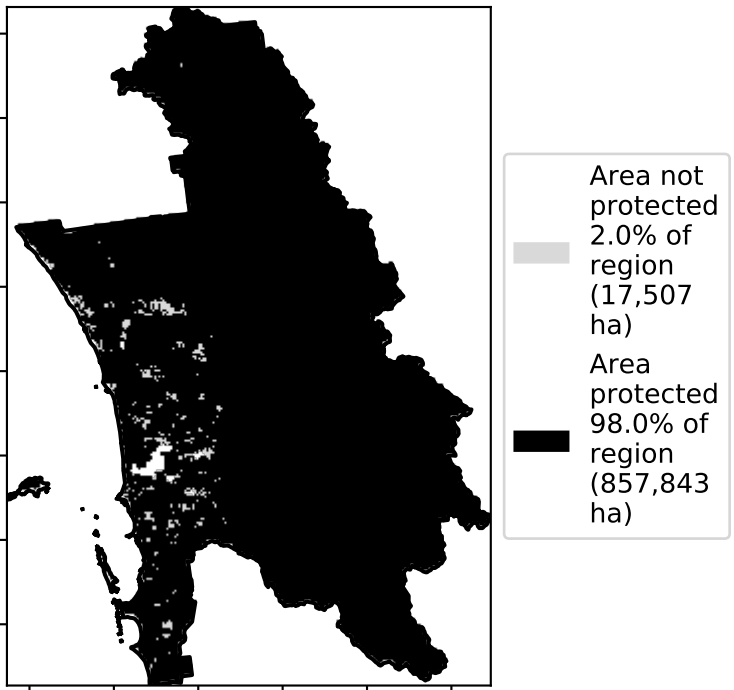 Area not
protected
2.0% of
region
(17,507
ha)
Area
protected
98.0% of
region
(857,843
ha)